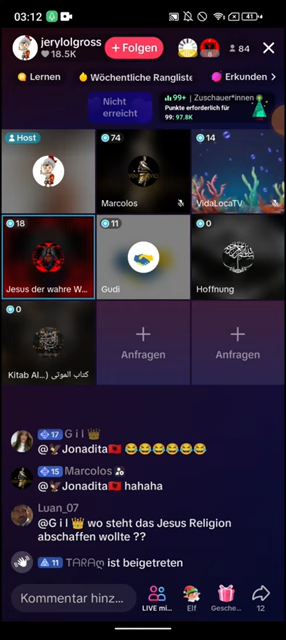 03:12
41
jerylolgross
18.5K
+ Folgen
84
Lernen
Wöchentliche Rangliste
Erkunden
Nicht erreicht
99+ | Zuschauer*innen
Punkte erforderlich für
99: 97.8K
Host
74
Marcolos
14
VidaLocaTV
18
Jesus der wahre W...
11
Gudi
0
Hoffnung
0
Kitab Al...) كتاب الموتى
+
Anfragen
+
Anfragen
17 G i l 👑
@🦅Jonadita🇦🇱 😂😂😂😂😂😂
15 Marcolos
@🦅Jonadita🇦🇱 hahaha
Luan_07
@G i l 👑 wo steht das Jesus Religion
abschaffen wollte ??
11 TARAღ ist beigetreten
Kommentar hinz...
LIVE mi...
Elf
Gesche...
12